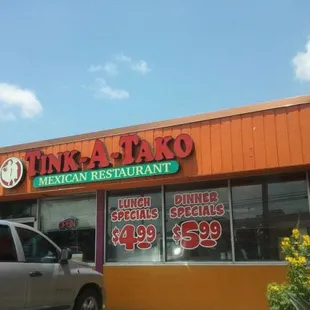 TINK-A-TAKO
MEXICAN RESTAURANT
LUNCH
SPECIALS
$4.99
DINNER
SPECIALS
$5.99